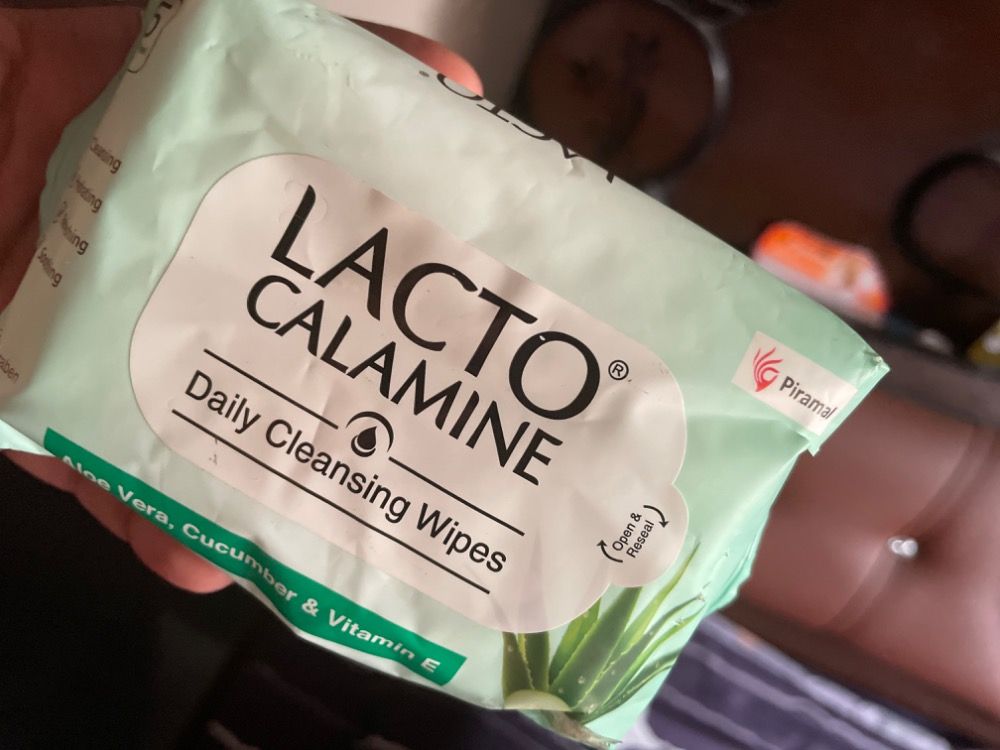 LACTO
CALAMINE
Daily Cleansing Wipes
Open &
Reseal
Piramal
Aloe Vera, Cucumber & Vitamin E